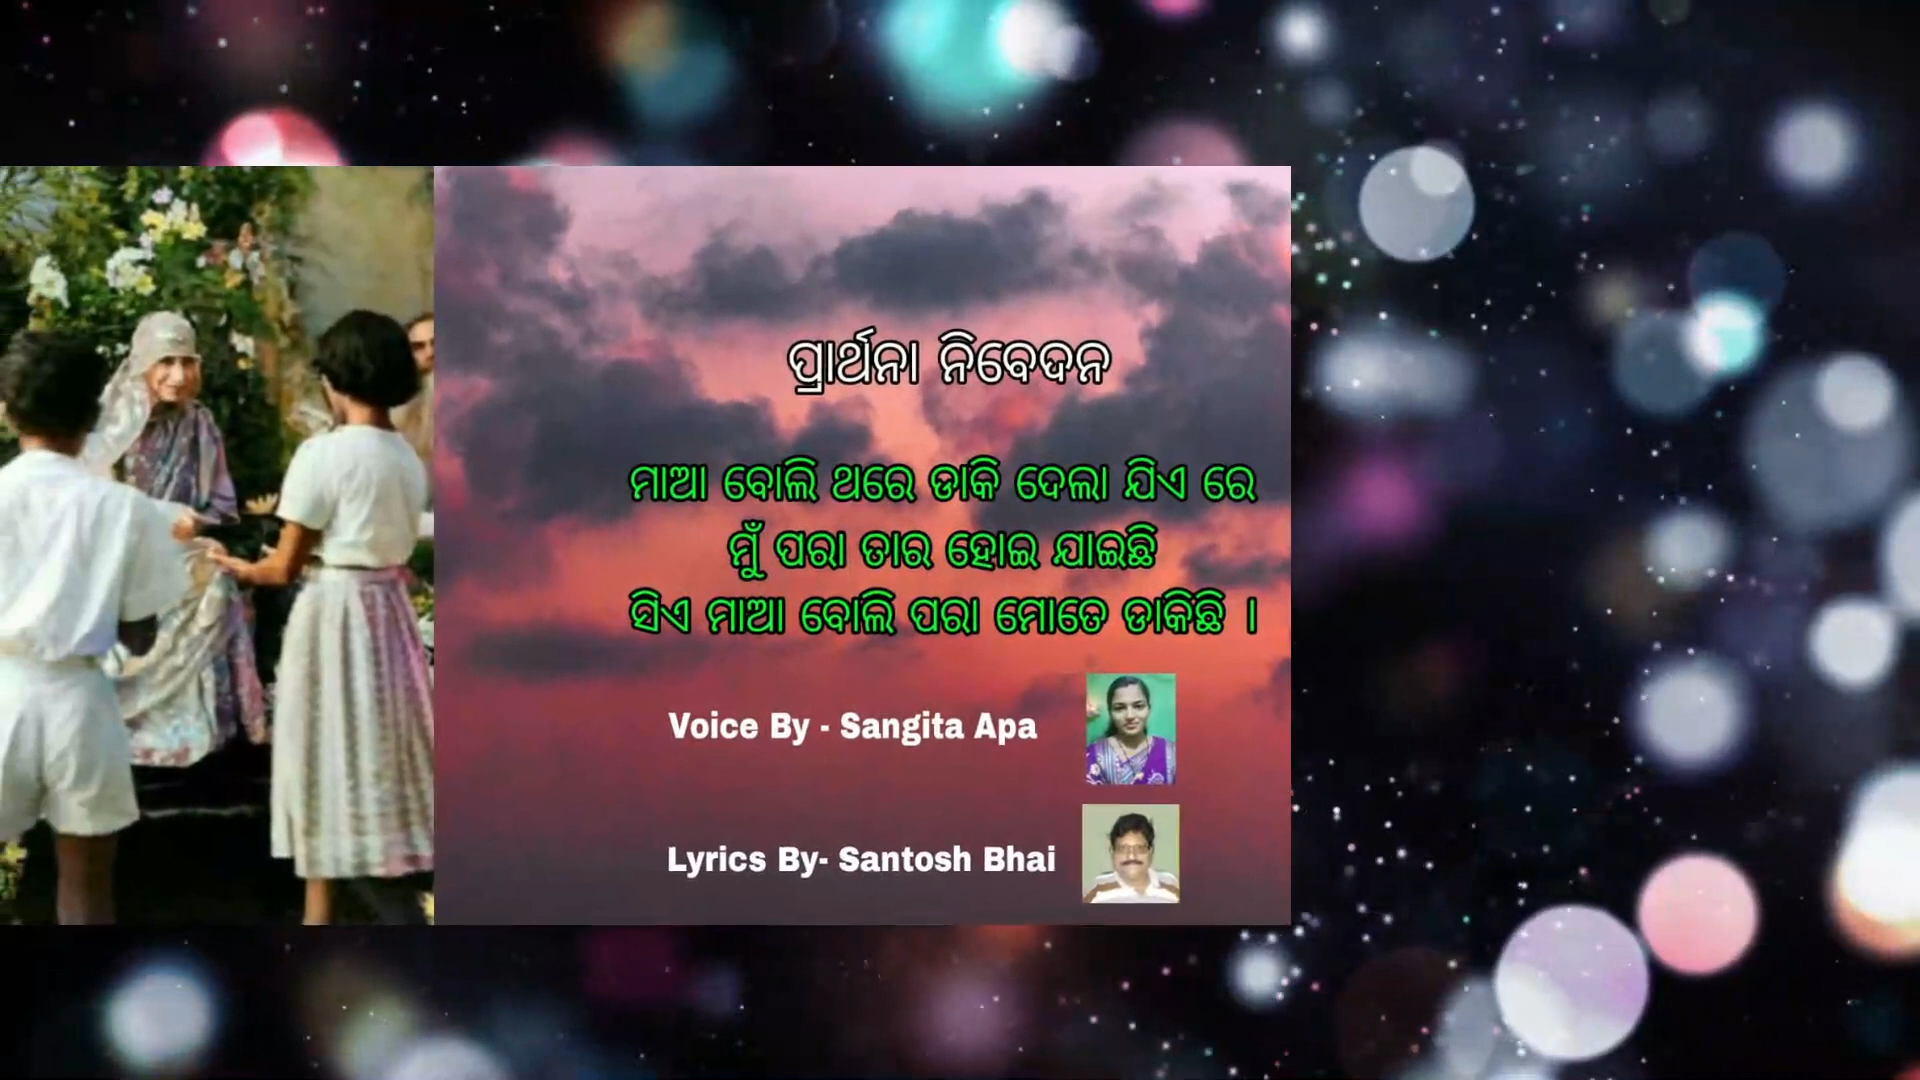 ପ୍ରାର୍ଥନା ନିବେଦନ
ମାଆ ବୋଲି ଥରେ ଡାକି ଦେଲା ଯିଏ ରେ
ମୁଁ ପରା ତାର ହୋଇ ଯାଇଛି
ସିଏ ମାଆ ବୋଲି ପରା ମୋତେ ଡାକିଛି ।
Voice By - Sangita Apa
Lyrics By- Santosh Bhai